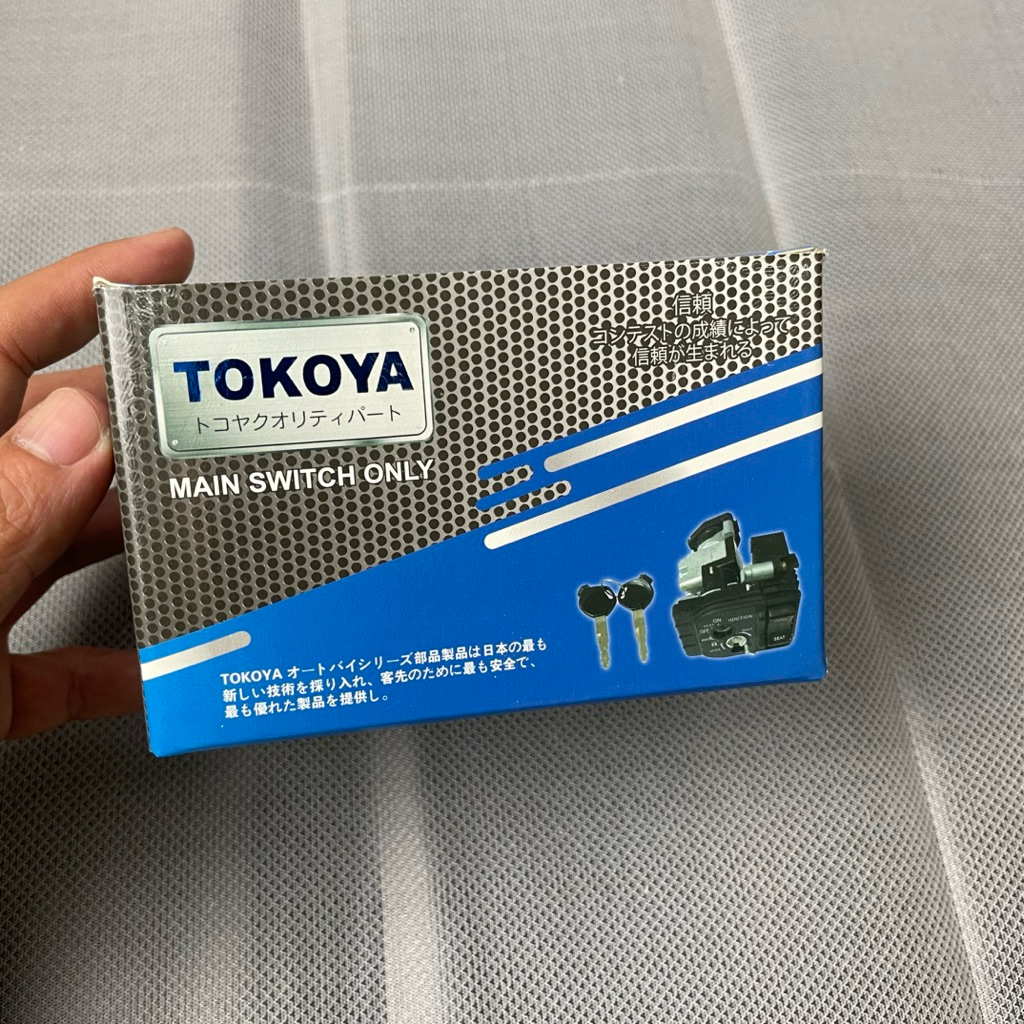 TOKOYA
トコヤクオリティパート
MAIN SWITCH ONLY
信頼
コンテストの成績によって
信頼が生まれる
ON IGNITION
SEAT
TOKOYA オートバイシリーズ部品製品は日本の最も
新しい技術を採り入れ、客先のために最も安全で、
最も優れた製品を提供し。